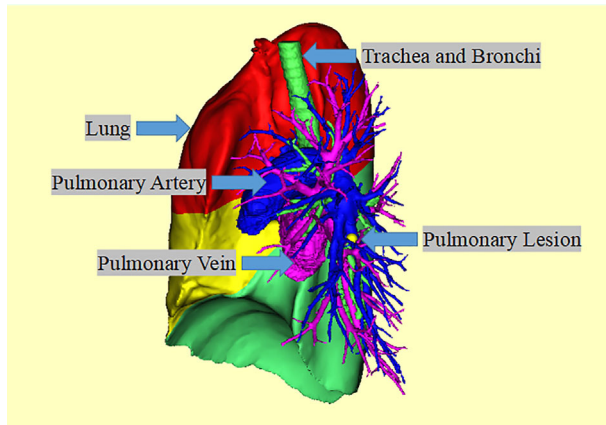 Trachea and Bronchi
Lung
Pulmonary Artery
Pulmonary Lesion
Pulmonary Vein